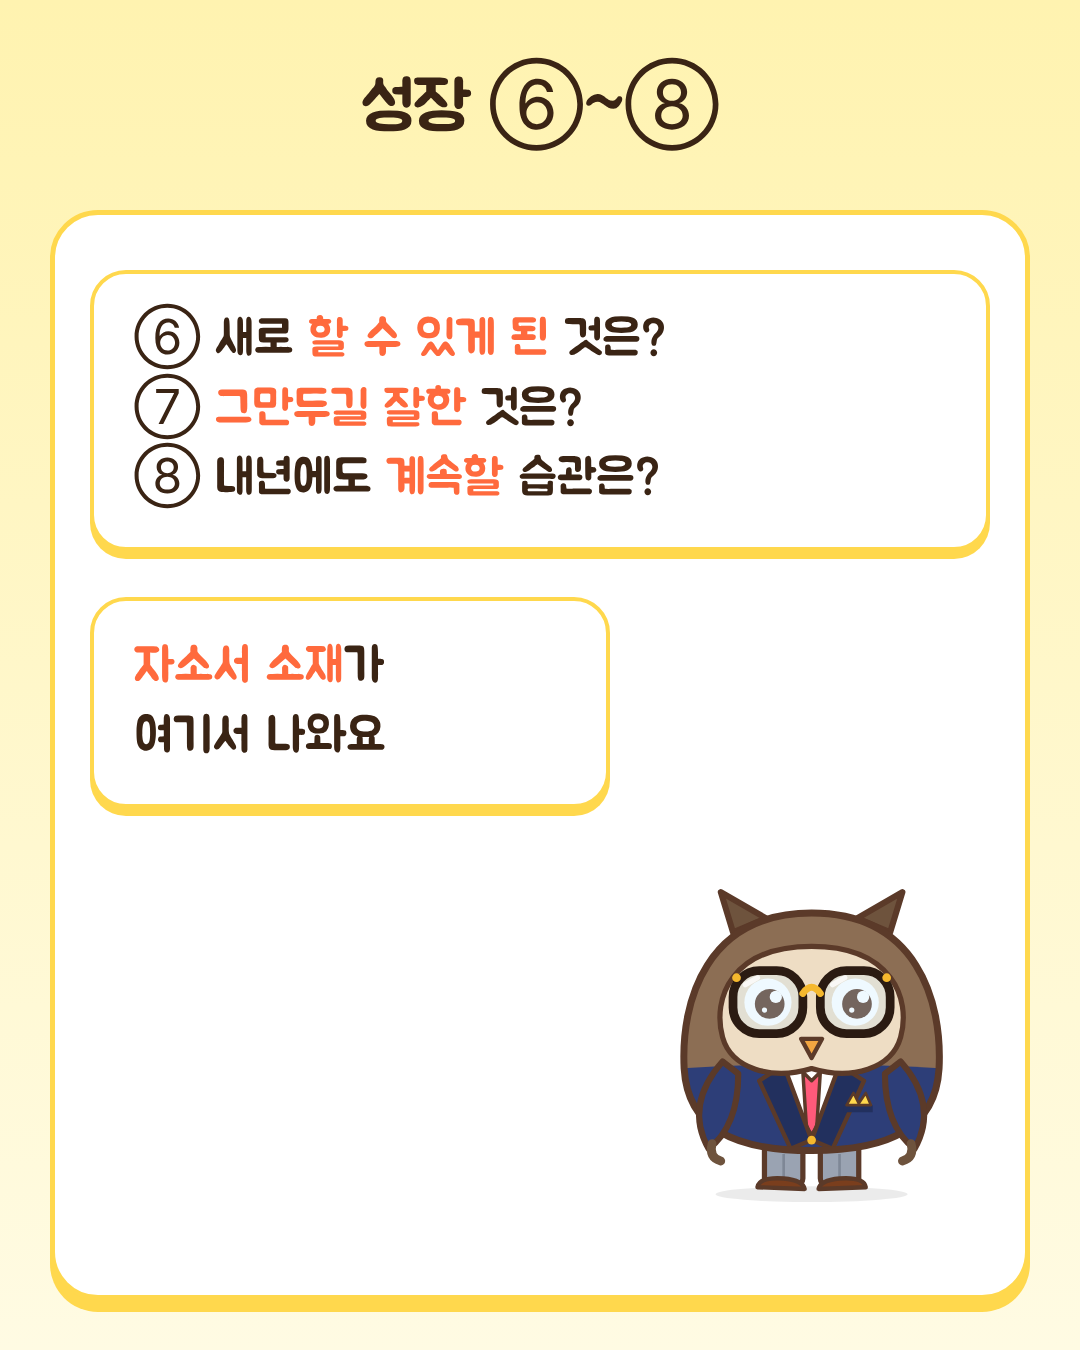 성장 ⑥~⑧
⑥ 새로 할 수 있게 된 것은?
⑦ 그만두길 잘한 것은?
⑧ 내년에도 계속할 습관은?
자소서 소재가
여기서 나와요